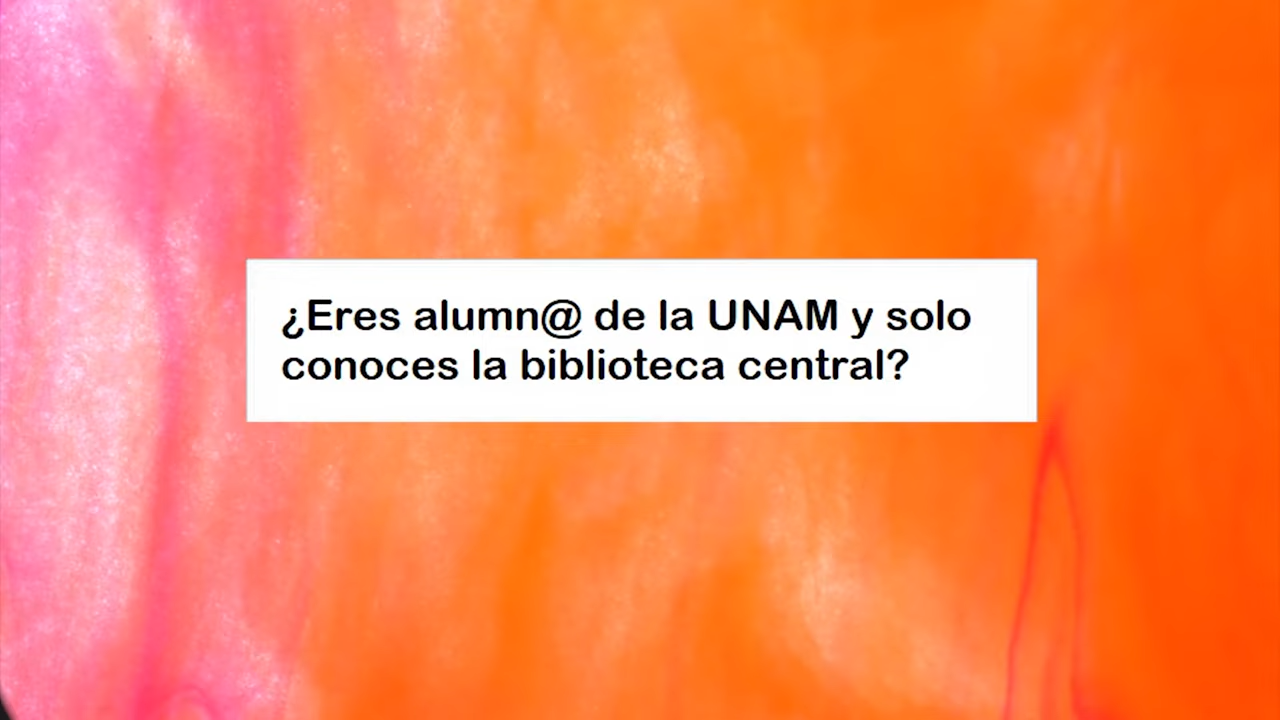 ¿Eres alumn@ de la UNAM y solo
conoces la biblioteca central?